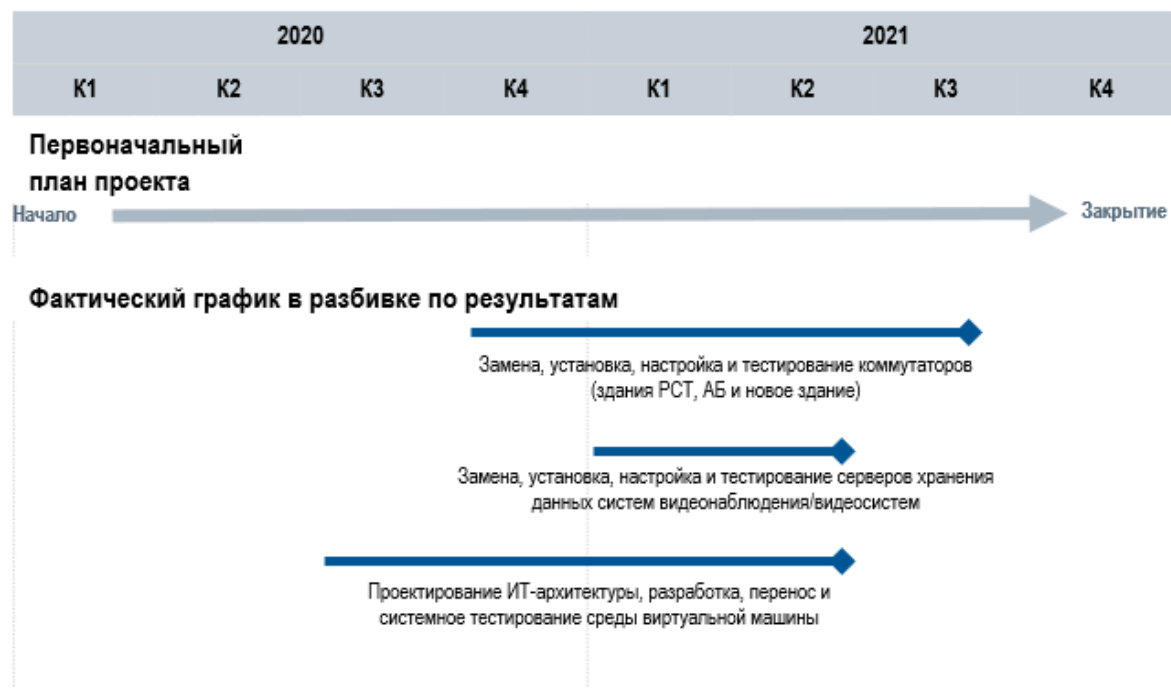 2020 2021
К1 К2 К3 К4 К1 К2 К3 К4
Первоначальный
план проекта
Начало Закрытие
Фактический график в разбивке по результатам
Замена, установка, настройка и тестирование коммутаторов
(здания РСТ, АБ и новое здание)
Замена, установка, настройка и тестирование серверов хранения
данных систем видеонаблюдения/видеосистем
Проектирование ИТ-архитектуры, разработка, перенос и
системное тестирование среды виртуальной машины